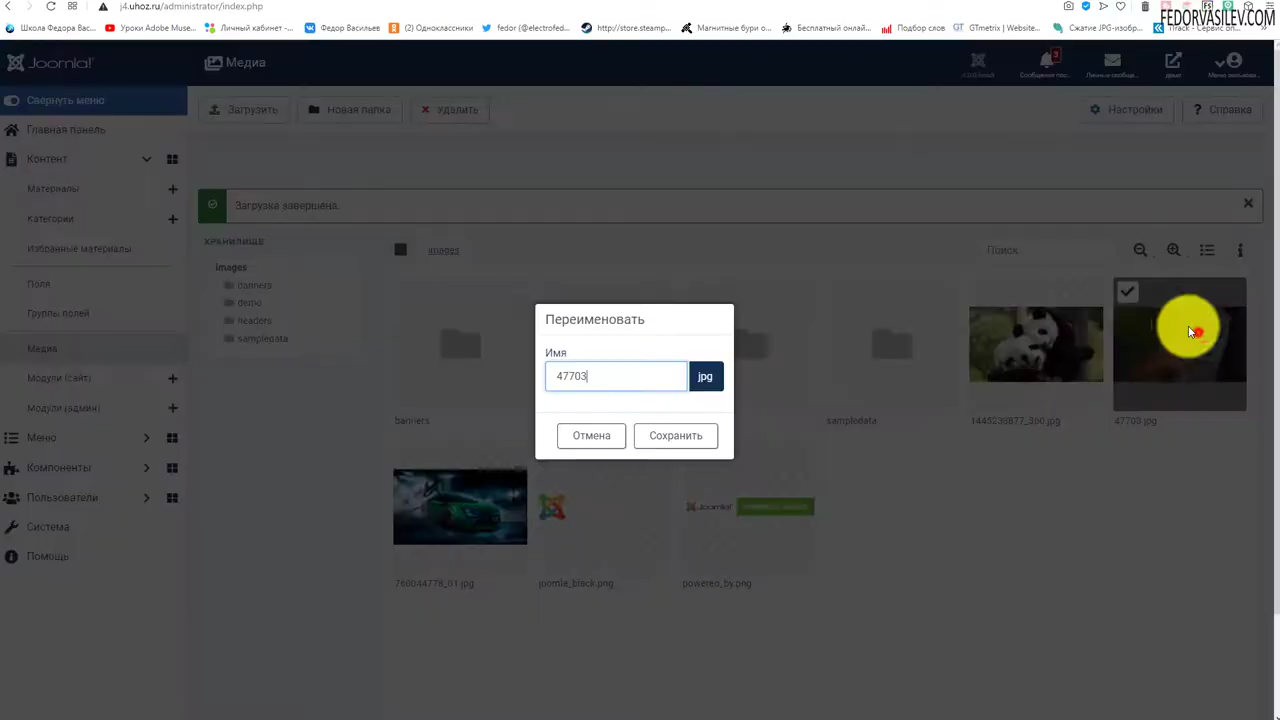 j4.uhoz.ru/administrator/index.php
FEDORVASILEV.COM
Школа Федора Вас...
Уроки Adobe Muse...
Личный кабинет -...
Федор Васильев
(2) Одноклассники
fedor (@electrofed...
http://store.steamp...
Магнитные бури о...
Бесплатный онлай...
Подбор слов
GTmetrix | Website...
Сжатие JPG-изобр...
Joomla!
Медиа
3
Свернуть меню
Загрузить
Новая папка
Удалить
Настройки
Справка
Главная панель
Контент
Материалы
Категории
Избранные материалы
Поля
Группы полей
Медиа
Модули (сайт)
Модули (админ)
Меню
Компоненты
Пользователи
Система
Помощь
Загрузка завершена.
ХРАНИЛИЩЕ
images
banners
demo
headers
sampledata
images
Поиск
banners
sampledata
1445230877_360.jpg
47703.jpg
Переименовать
Имя
47703
jpg
Отмена
Сохранить
766044778_01.jpg
joomla_black.png
powered_by.png